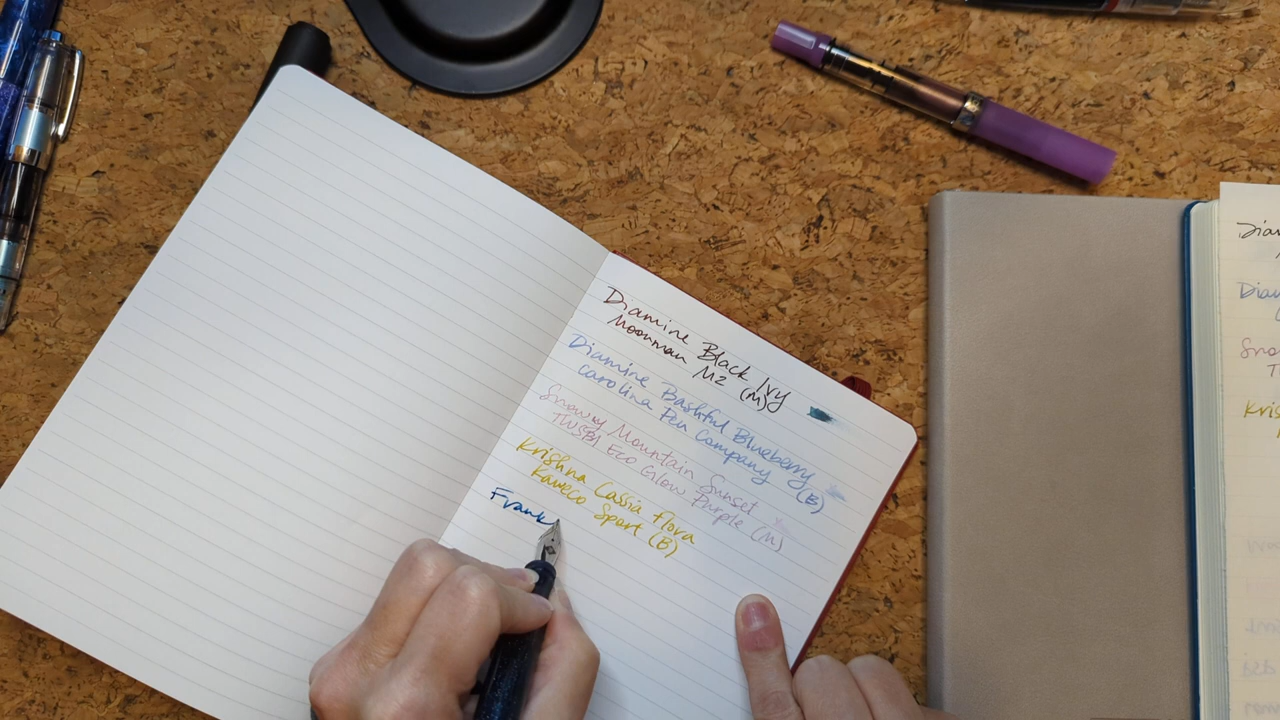 Diamine Black Ivy
Moonman M2 (M)
Diamine Bashful Blueberry
Carolina Pen Company (B)
Snowy Mountain Sunset
TWSBI Eco Glow Purple (M)
Krishna Cassia Flora
Kaweco Sport (B)
Frank